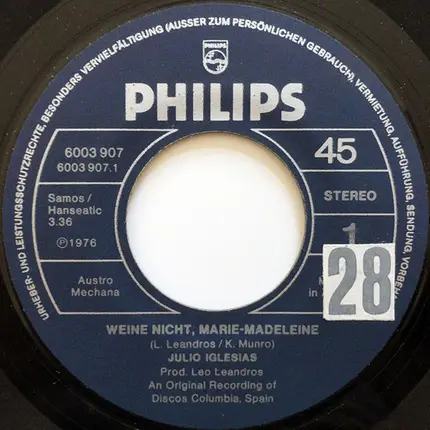 URHEBER- UND LEISTUNGSSCHUTZRECHTE, BESONDERS VERVIELFÄLTIGUNG (AUSSER ZUM PERSÖNLICHEN GEBRAUCH), VERMIETUNG, AUFFÜHRUNG, SENDUNG, VORBEH
PHILIPS
PHILIPS
6003 907
6003 907.1
45
Samos /
Hanseatic
3.36
STEREO
℗1976
1
Austro
Mechana
28
WEINE NICHT, MARIE-MADELEINE
(L. Leandros / K. Munro)
JULIO IGLESIAS
Prod. Leo Leandros
An Original Recording of
Discos Columbia, Spain